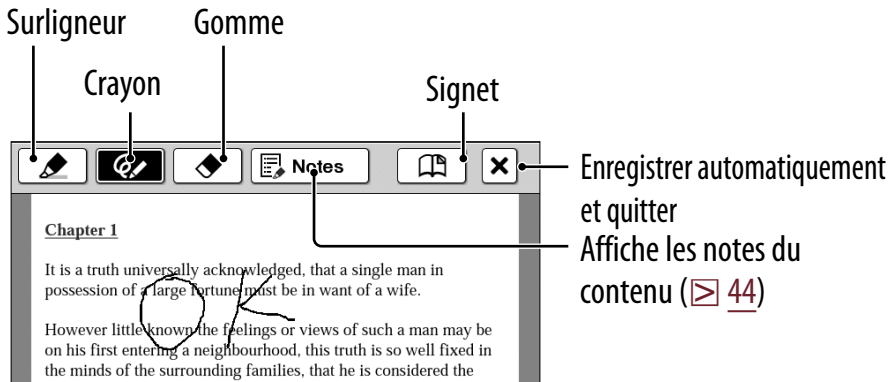 Surligneur
Gomme
Crayon
Signet
Notes
Enregistrer automatiquement
et quitter
Affiche les notes du
contenu ( 44)
Chapter 1
It is a truth universally acknowledged, that a single man in
possession of a large fortune must be in want of a wife.
OK
However little known the feelings or views of such a man may be
on his first entering a neighbourhood, this truth is so well fixed in
the minds of the surrounding families, that he is considered the